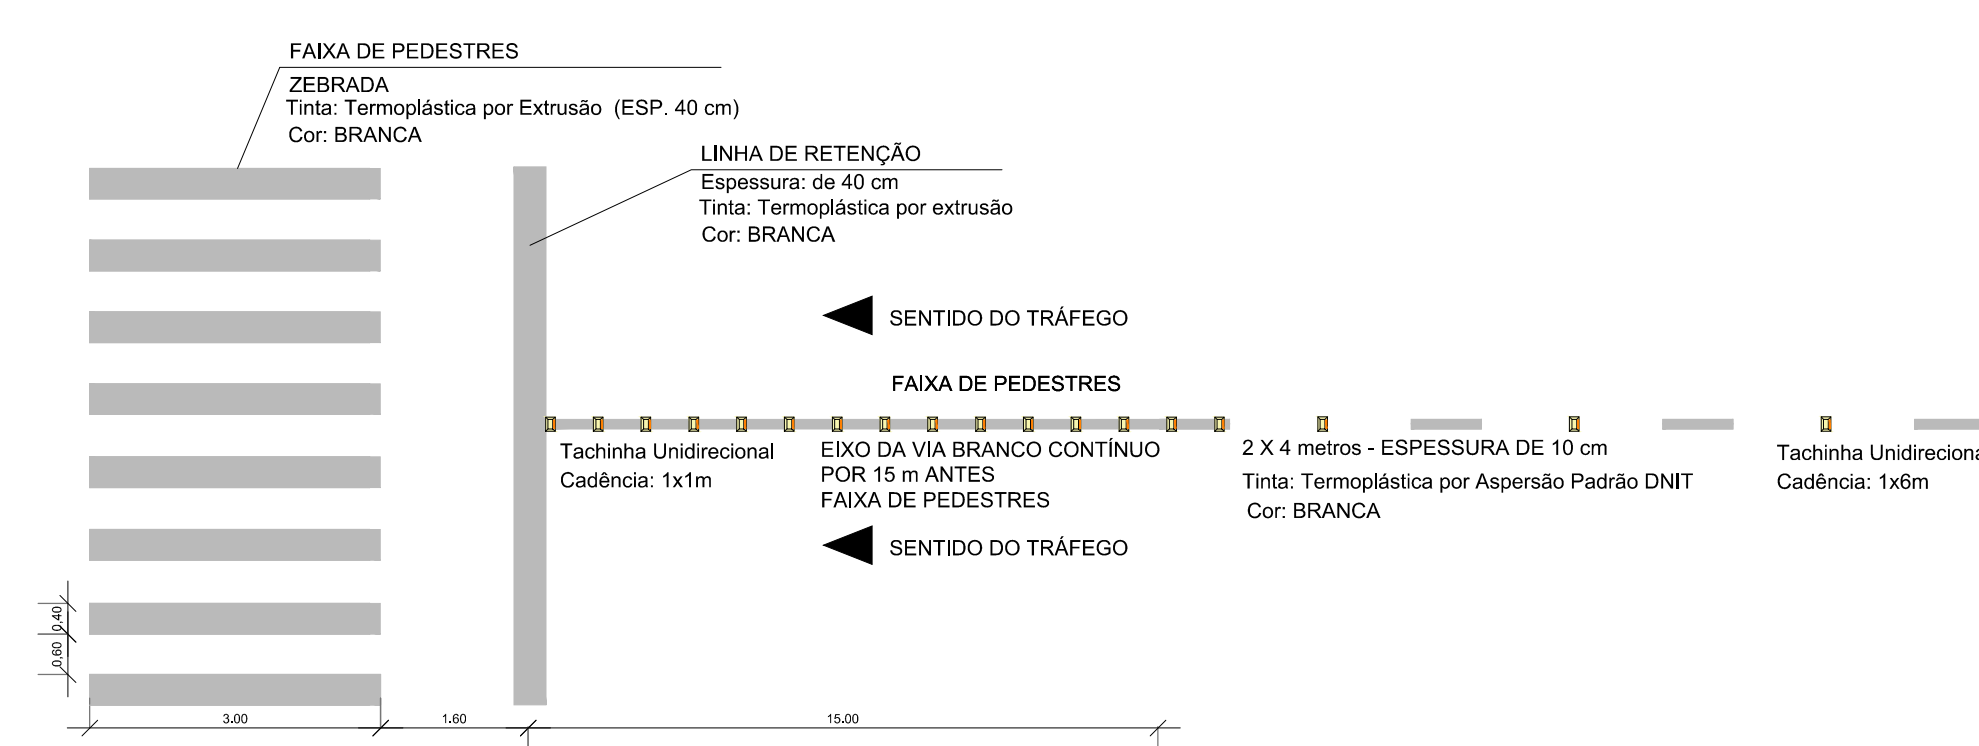 FAIXA DE PEDESTRES
ZEBRADA
Tinta: Termoplástica por Extrusão (ESP. 40 cm)
Cor: BRANCA
LINHA DE RETENÇÃO
Espessura: de 40 cm
Tinta: Termoplástica por extrusão
Cor: BRANCA
SENTIDO DO TRÁFEGO
FAIXA DE PEDESTRES
Tachinha Unidirecional
Cadência: 1x1m
EIXO DA VIA BRANCO CONTÍNUO
POR 15 m ANTES
FAIXA DE PEDESTRES
2 X 4 metros - ESPESSURA DE 10 cm
Tinta: Termoplástica por Aspersão Padrão DNIT
Cor: BRANCA
Tachinha Unidireciona
Cadência: 1x6m
SENTIDO DO TRÁFEGO
0,40
0,60
3.00
1.60
15.00